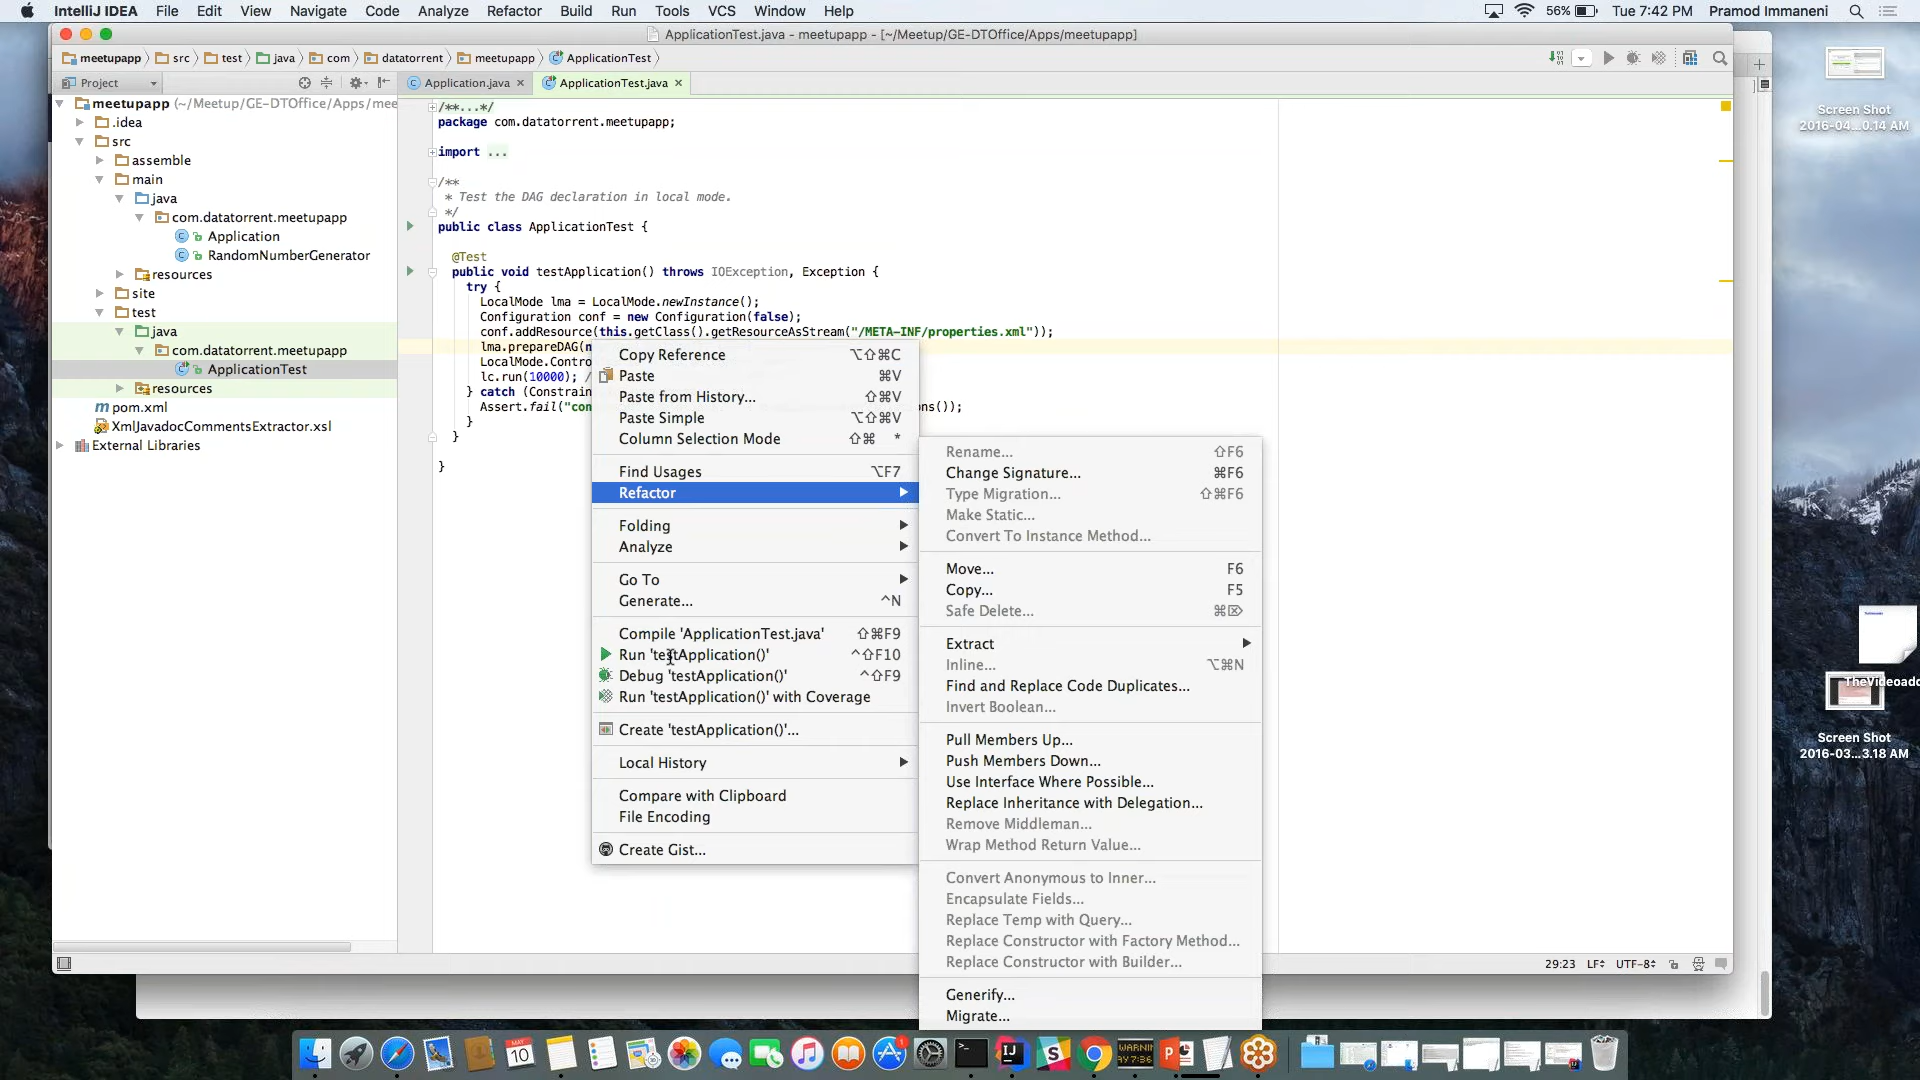 IntelliJ IDEA File Edit View Navigate Code Analyze Refactor Build Run Tools VCS Window Help 56% Tue 7:42 PM Pramod Immaneni
ApplicationTest.java - meetupapp - [~/Meetup/GE-DTOffice/Apps/meetupapp]
meetupapp src test java com datatorrent meetupapp ApplicationTest
Project Application.java ApplicationTest.java
meetupapp (~/Meetup/GE-DTOffice/Apps/mee
.idea
src
assemble
main
java
com.datatorrent.meetupapp
Application
RandomNumberGenerator
resources
site
test
java
com.datatorrent.meetupapp
ApplicationTest
resources
pom.xml
XmlJavadocCommentsExtractor.xsl
External Libraries
/**...*/
package com.datatorrent.meetupapp;
import ...
/**
* Test the DAG declaration in local mode.
*/
public class ApplicationTest {
@Test
public void testApplication() throws IOException, Exception {
try {
LocalMode lma = LocalMode.newInstance();
Configuration conf = new Configuration(false);
conf.addResource(this.getClass().getResourceAsStream("/META-INF/properties.xml"));
lma.prepareDAG(n
LocalMode.Contro
lc.run(10000); /
} catch (Constrain
Assert.fail("con ns());
}
}
}
Copy Reference ⌥⇧⌘C
Paste ⌘V
Paste from History... ⇧⌘V
Paste Simple ⌥⇧⌘V
Column Selection Mode ⇧⌘ *
Find Usages ⌥F7
Refactor
Folding
Analyze
Go To
Generate... ^N
Compile 'ApplicationTest.java' ⇧⌘F9
Run 'testApplication()' ^⇧F10
Debug 'testApplication()' ^⇧F9
Run 'testApplication()' with Coverage
Create 'testApplication()'...
Local History
Compare with Clipboard
File Encoding
Create Gist...
Rename... ⇧F6
Change Signature... ⌘F6
Type Migration... ⇧⌘F6
Make Static...
Convert To Instance Method...
Move... F6
Copy... F5
Safe Delete... ⌘⌦
Extract
Inline... ⌥⌘N
Find and Replace Code Duplicates...
Invert Boolean...
Pull Members Up...
Push Members Down...
Use Interface Where Possible...
Replace Inheritance with Delegation...
Remove Middleman...
Wrap Method Return Value...
Convert Anonymous to Inner...
Encapsulate Fields...
Replace Temp with Query...
Replace Constructor with Factory Method...
Replace Constructor with Builder...
Generify...
Migrate...
29:23 LF UTF-8
Screen Shot
2016-04...0.14 AM
TheVideoad
Screen Shot
2016-03...3.18 AM
MAY
10
1
WARNIN
AY 7:36